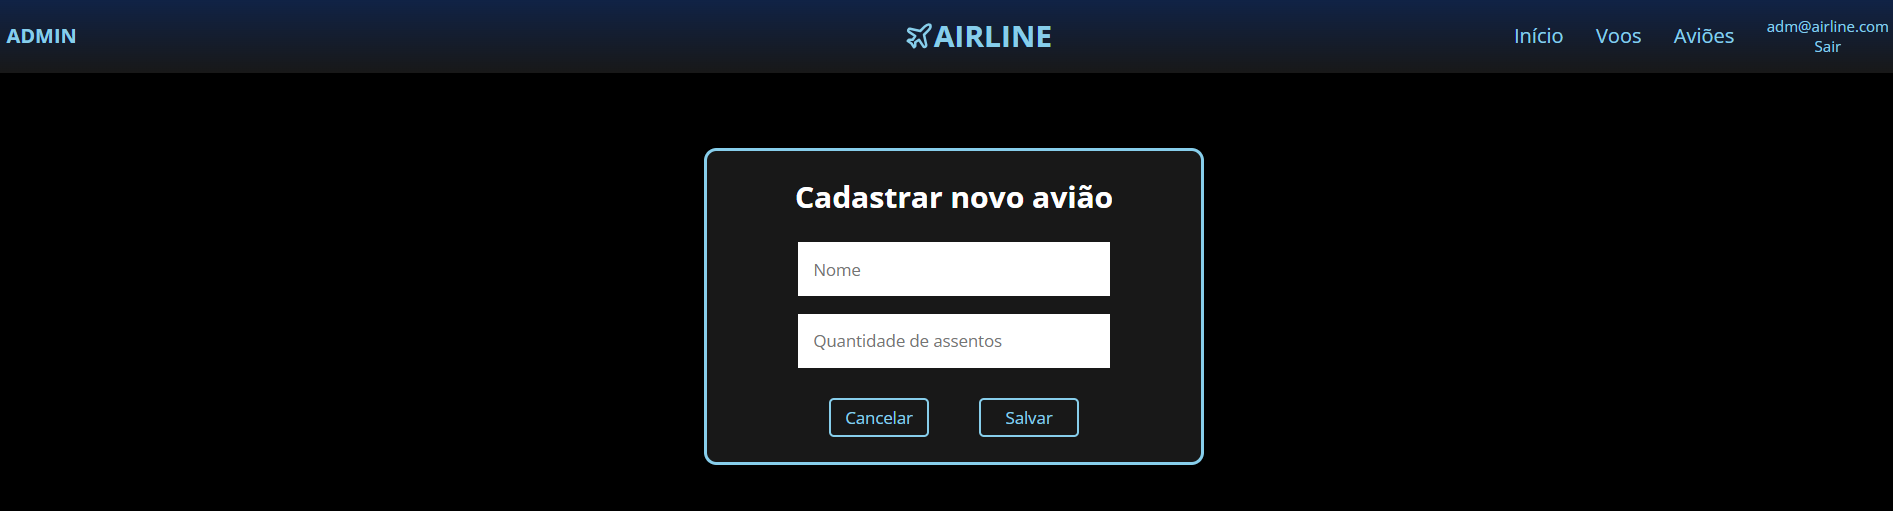 ADMIN
AIRLINE
Início
Voos
Aviões
adm@airline.com
Sair
Cadastrar novo avião
Nome
Quantidade de assentos
Cancelar
Salvar